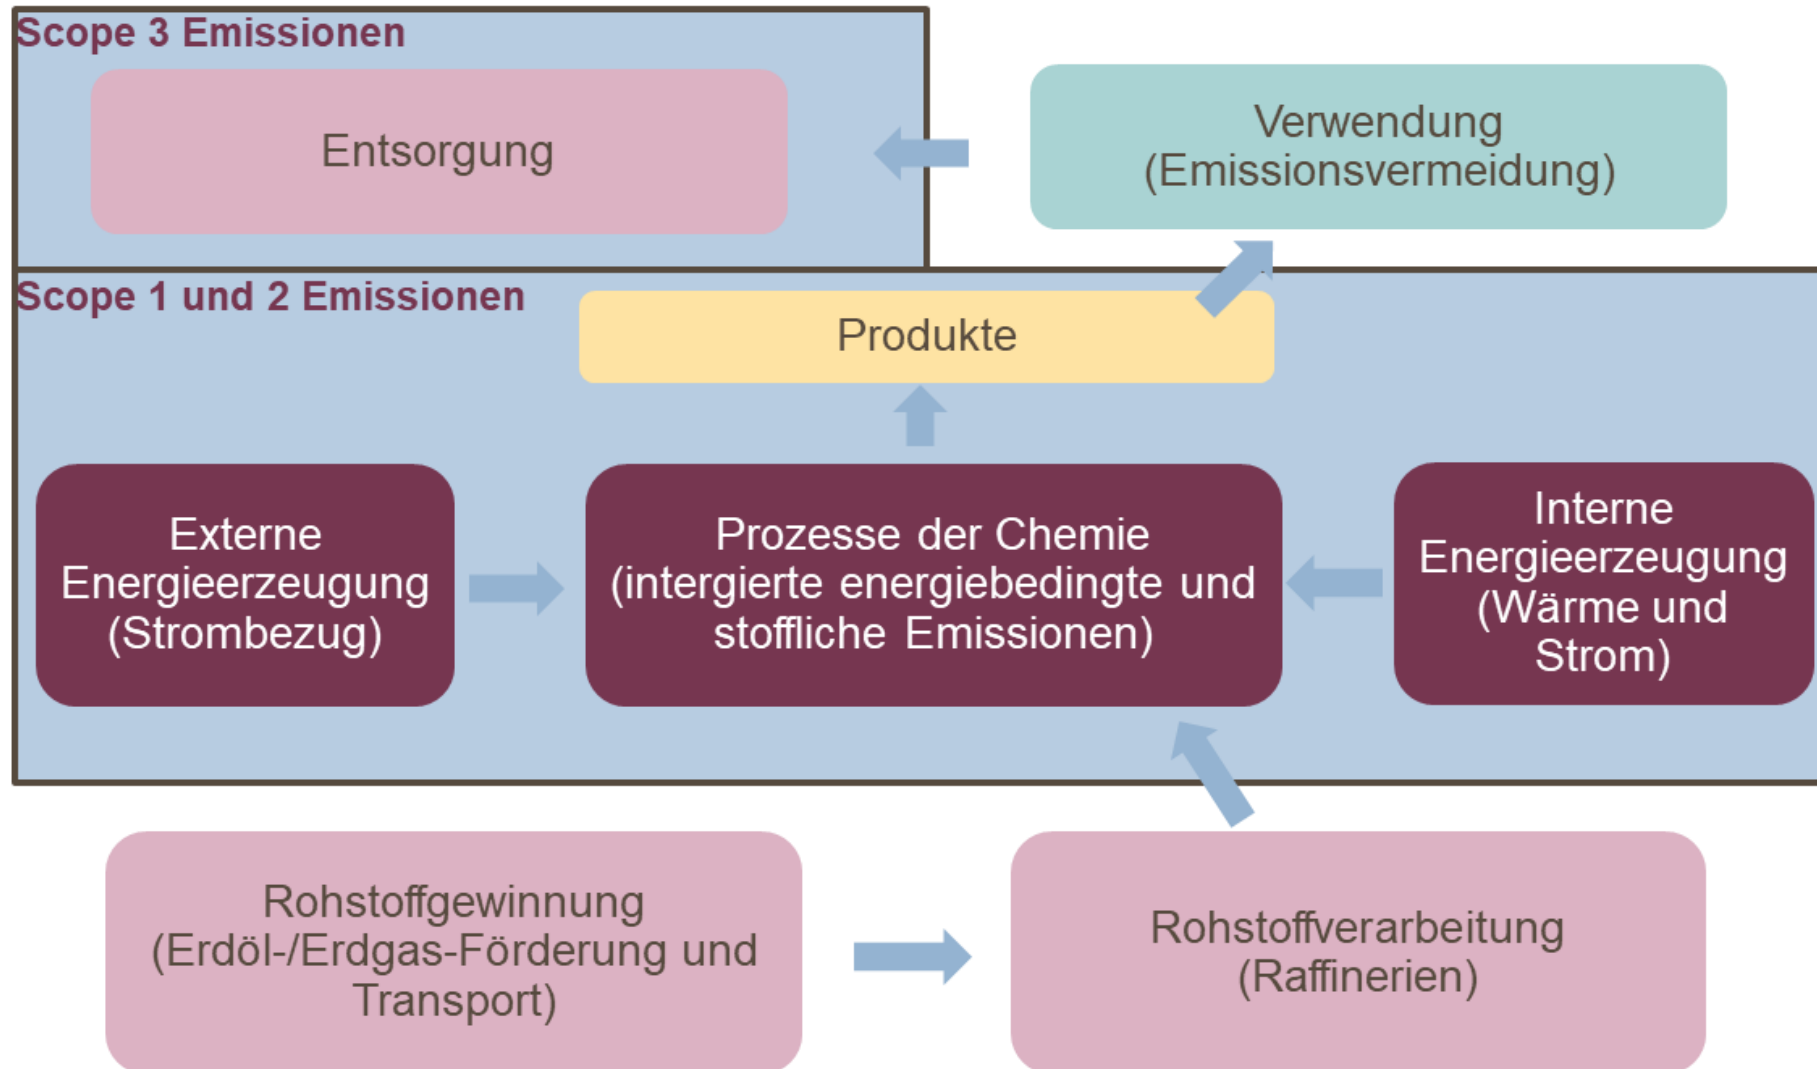 Scope 3 Emissionen
Entsorgung
Verwendung
(Emissionsvermeidung)
Scope 1 und 2 Emissionen
Produkte
Externe
Energieerzeugung
(Strombezug)
Prozesse der Chemie
(intergierte energiebedingte und
stoffliche Emissionen)
Interne
Energieerzeugung
(Wärme und
Strom)
Rohstoffgewinnung
(Erdöl-/Erdgas-Förderung und
Transport)
Rohstoffverarbeitung
(Raffinerien)